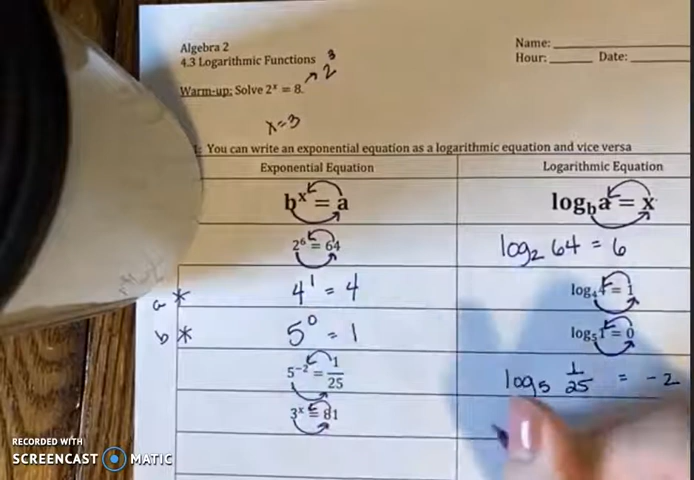 Algebra 2
Name:
4.3 Logarithmic Functions
Hour: Date:
Warm-up: Solve 2ˣ = 8. → 2³
x=3
: You can write an exponential equation as a logarithmic equation and vice versa
Exponential Equation
Logarithmic Equation
bˣ = a
log_b a = x
2⁶ = 64
log₂ 64 = 6
a * 4¹ = 4
log₄ 4 = 1
b * 5⁰ = 1
log₅ 1 = 0
5⁻² = 1/25
log₅ 1/25 = -2
3ˣ = 81
RECORDED WITH
SCREENCAST MATIC